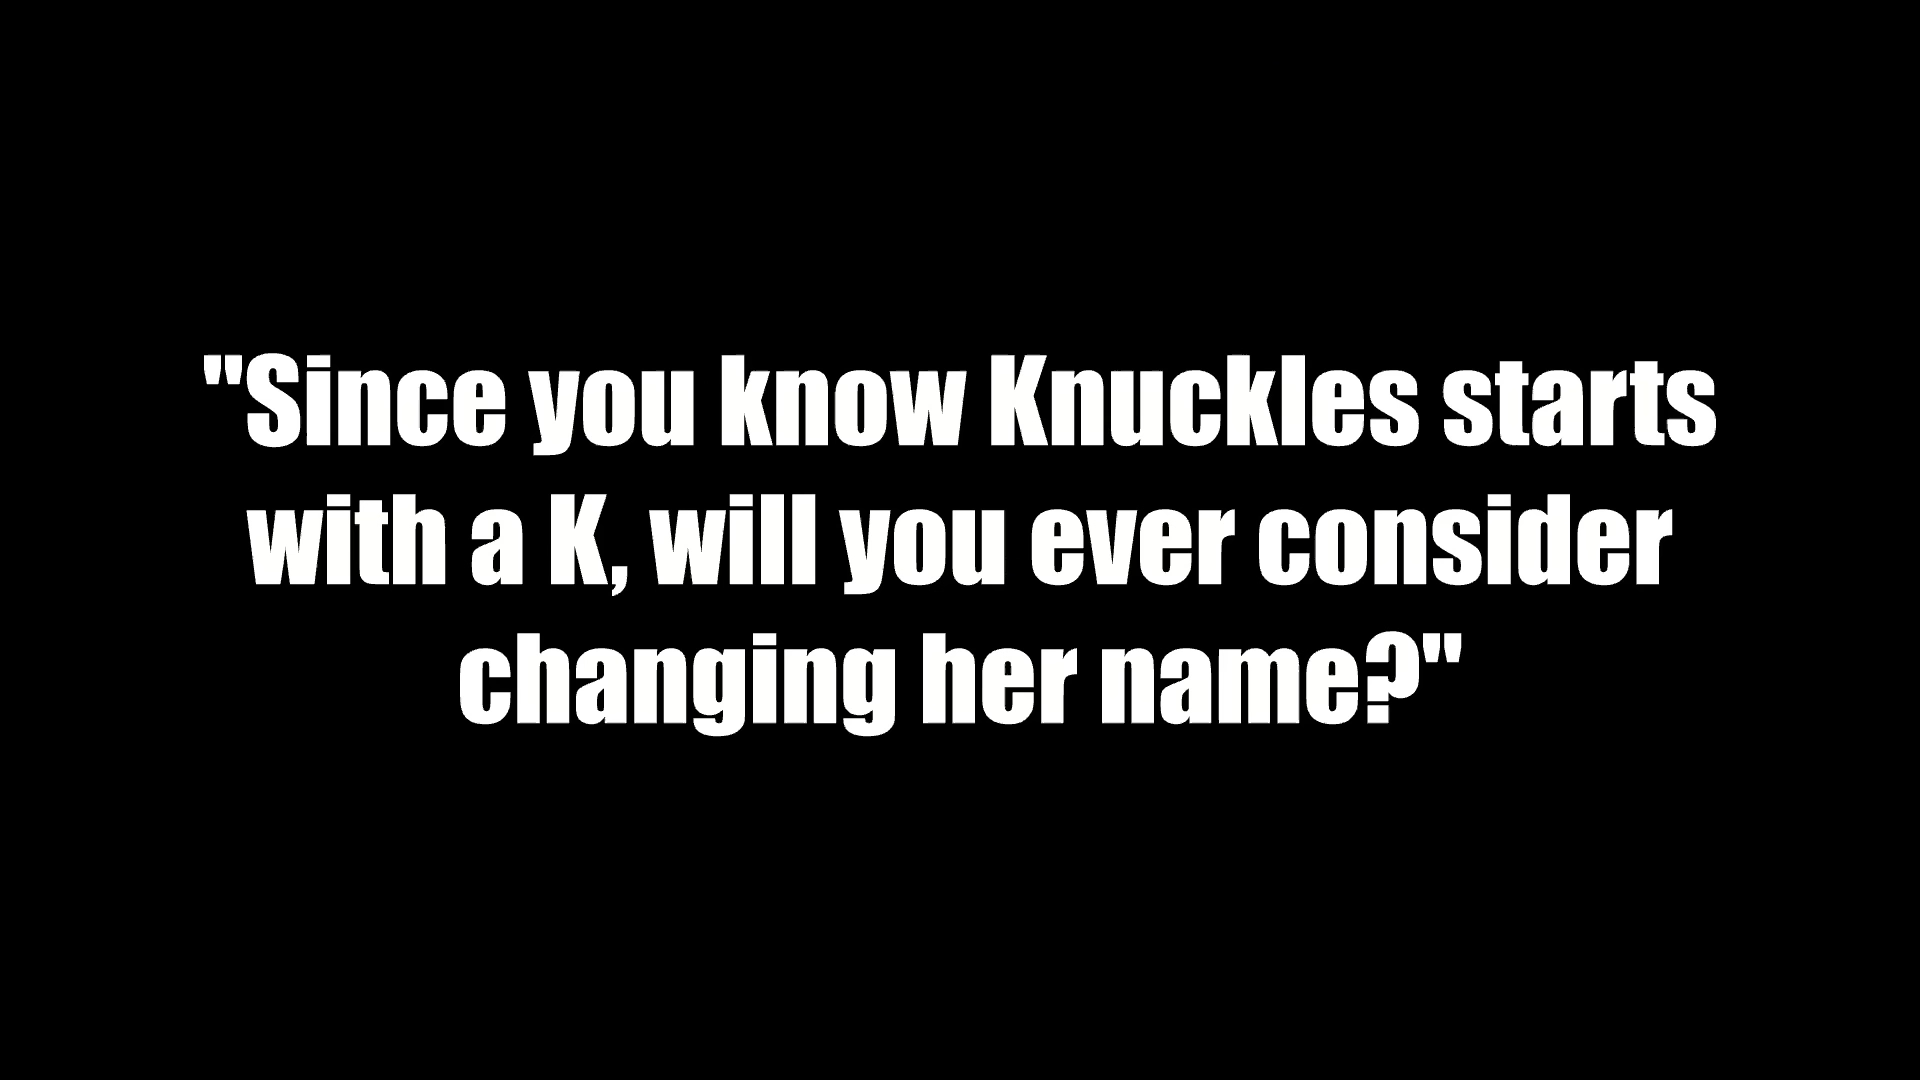 "Since you know Knuckles starts
with a K, will you ever consider
changing her name?"